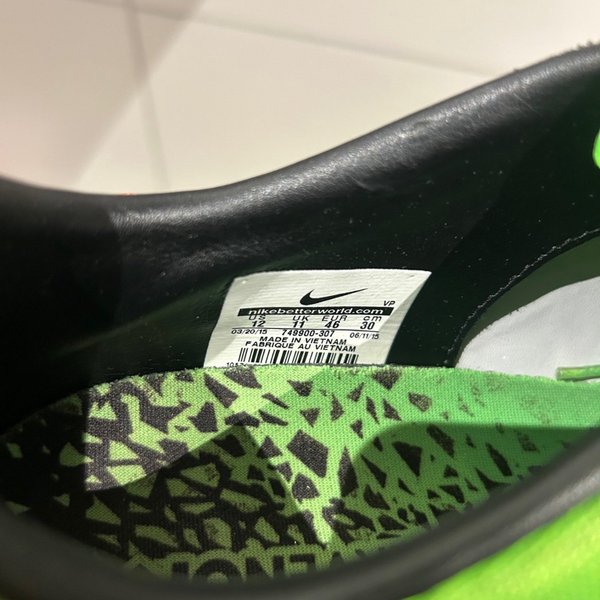 VP
nikebetterworld.com
US UK EUR cm
12 11 46 30
03/20/15 749900-307 06/11/15
MADE IN VIETNAM
FABRIQUE AU VIETNAM